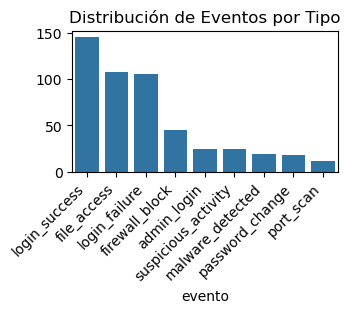 Distribución de Eventos por Tipo
150
100
50
0
login_success
file_access
login_failure
firewall_block
admin_login
suspicious_activity
malware_detected
password_change
port_scan
evento